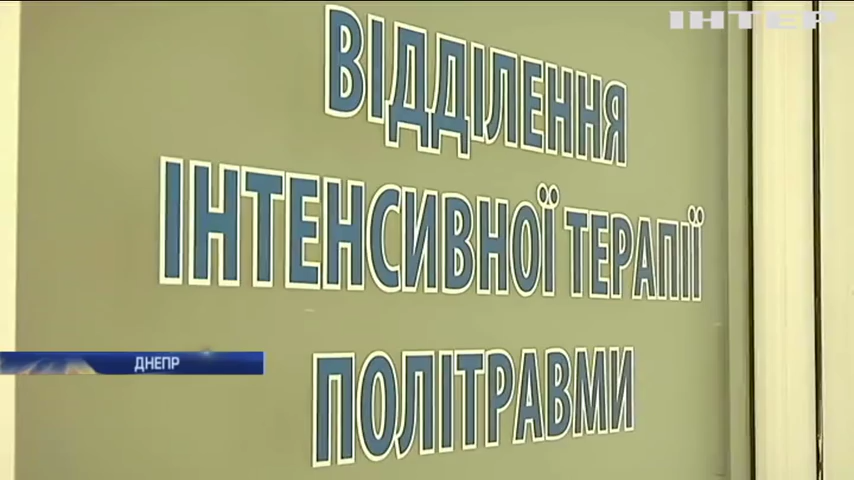 ІНТЕР
ВІДДІЛЕННЯ
ІНТЕНСИВНОЇ ТЕРАПІЇ
ПОЛІТРАВМИ
ДНЕПР